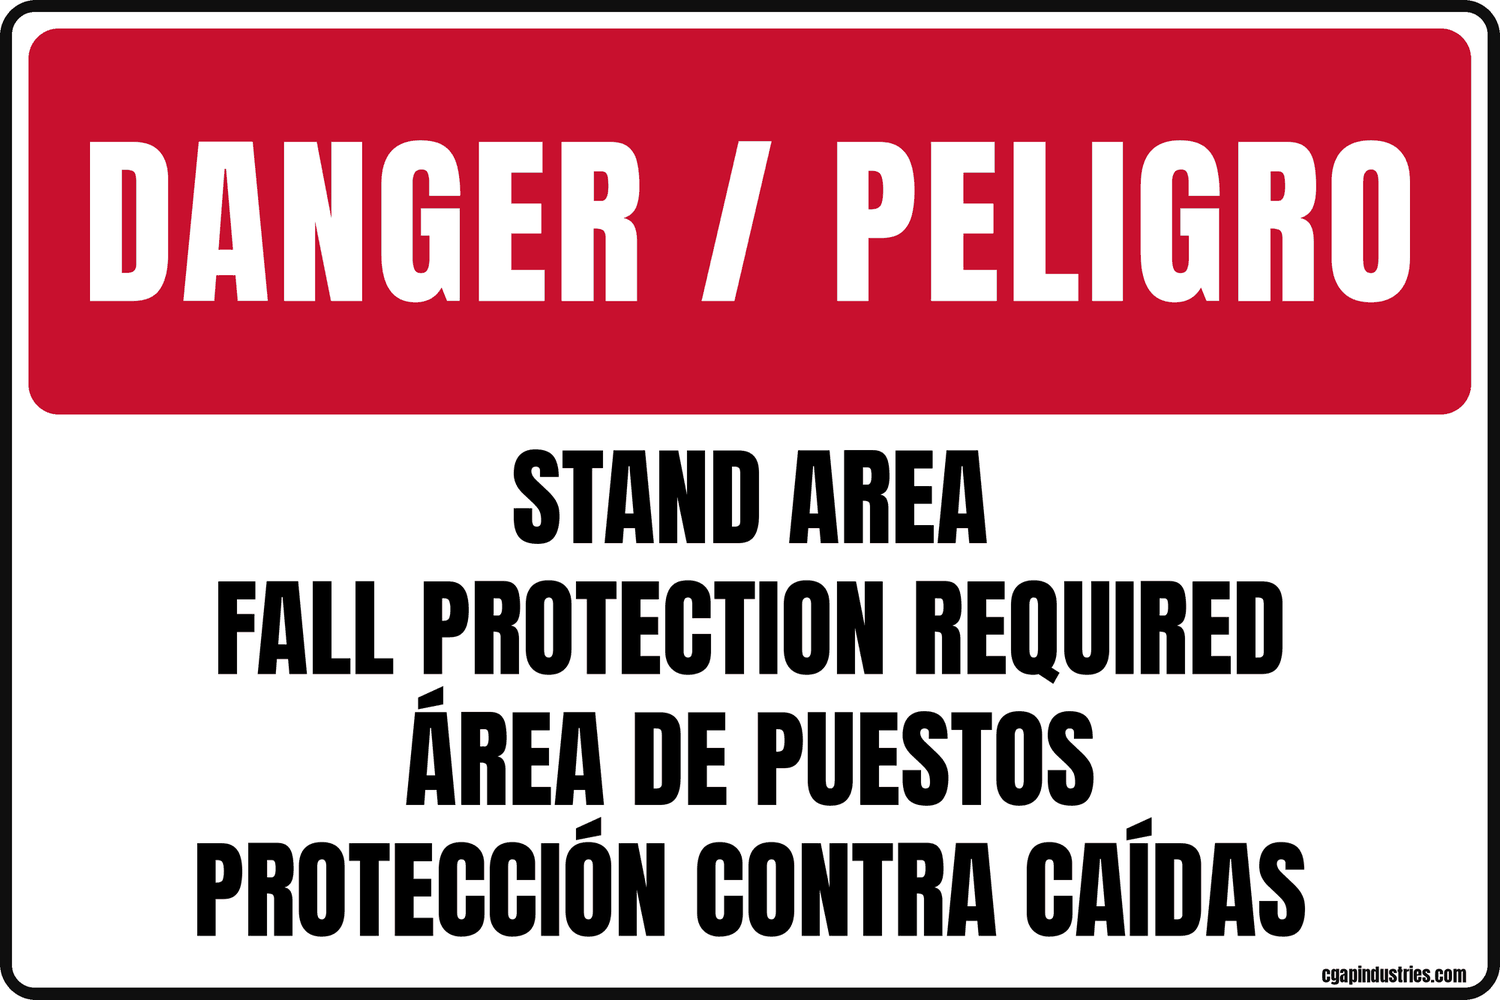 DANGER / PELIGRO
STAND AREA
FALL PROTECTION REQUIRED
ÁREA DE PUESTOS
PROTECCIÓN CONTRA CAÍDAS
cgapindustries.com